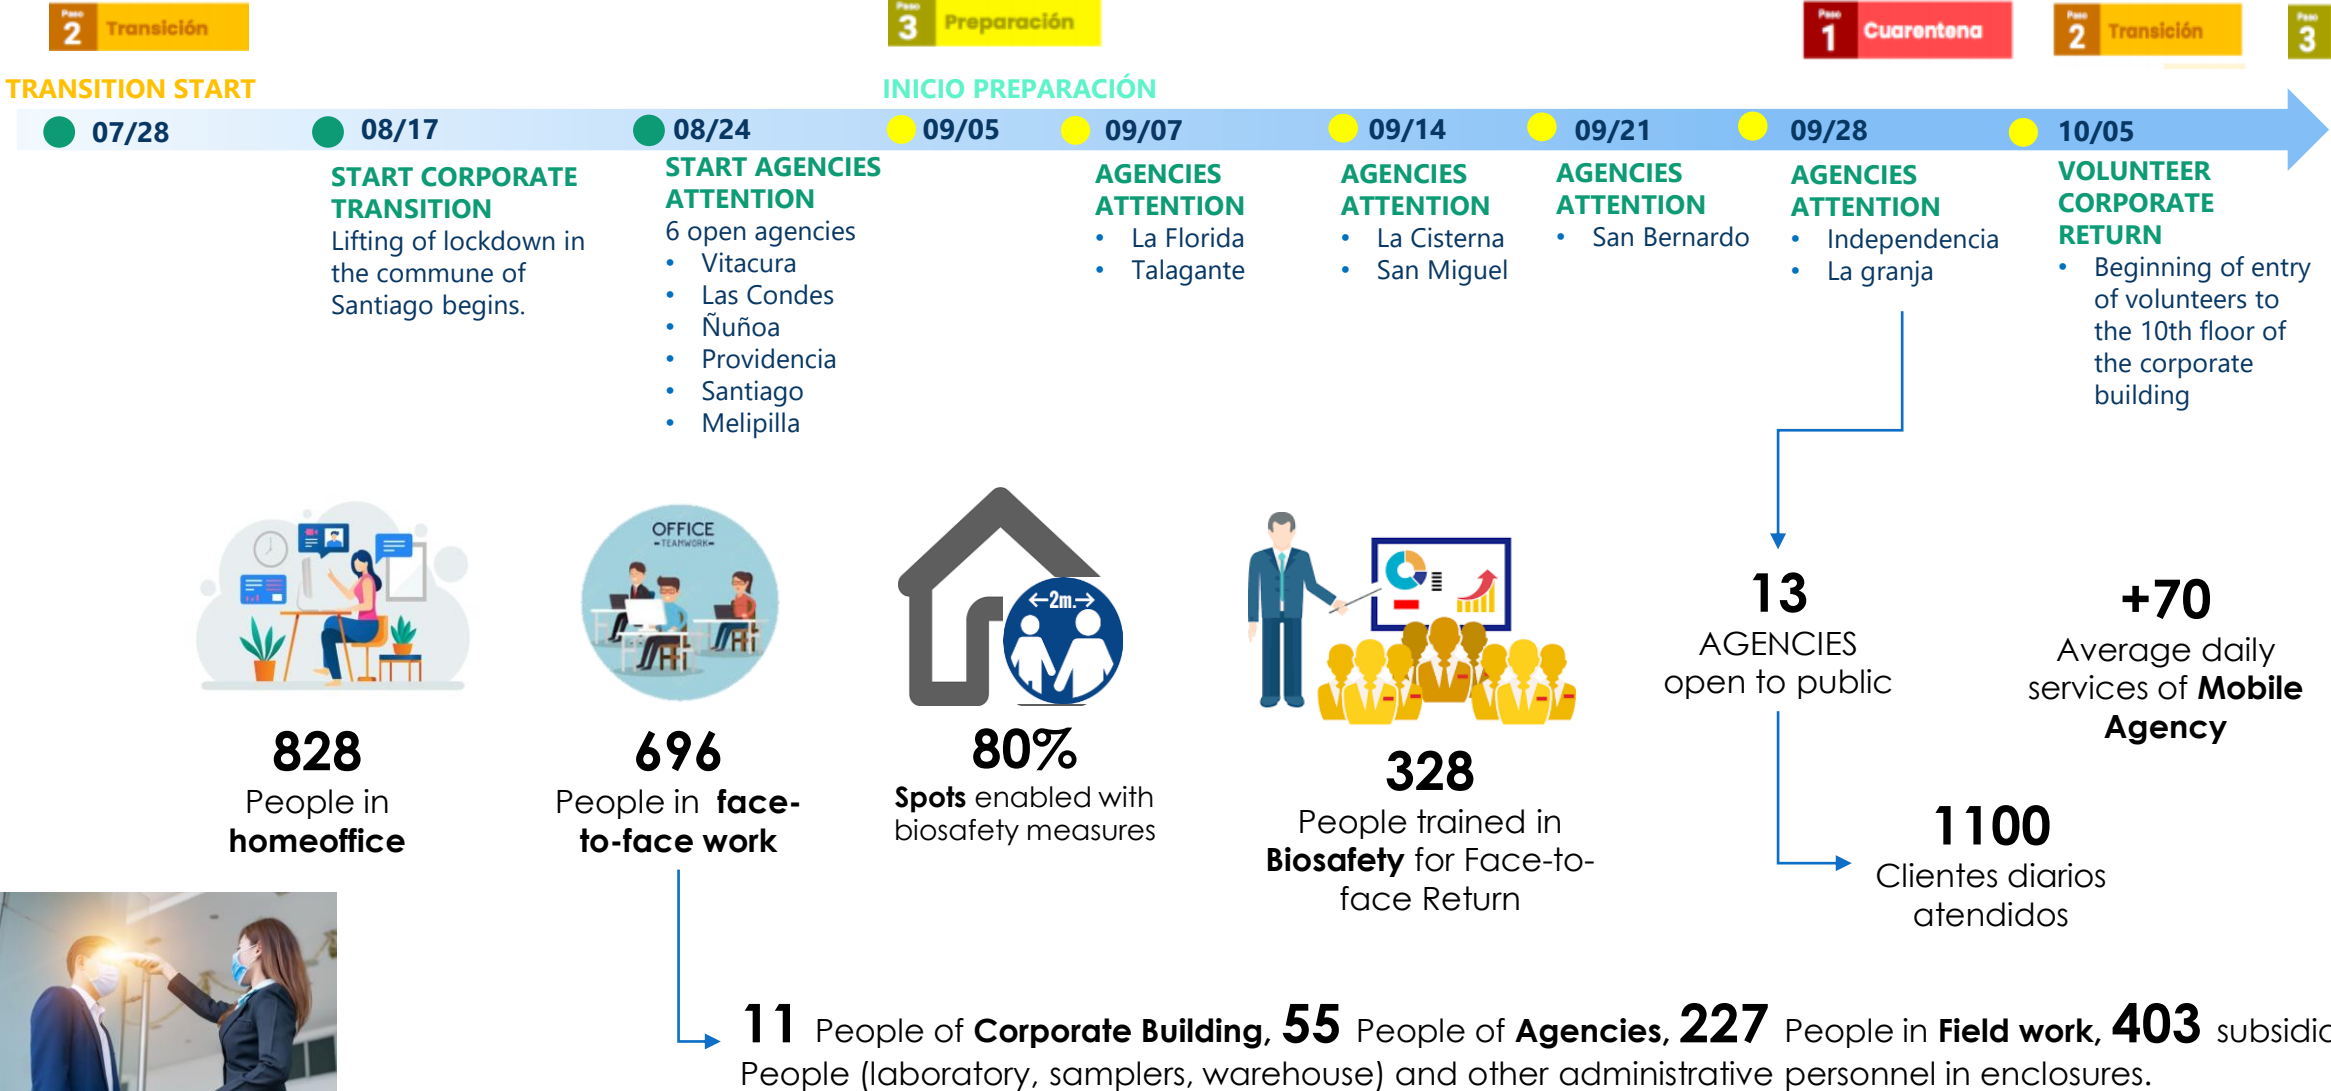 Paso 2 Transición
Paso 3 Preparación
Paso 1 Cuarentena
Paso 2 Transición
Paso 3
TRANSITION START
INICIO PREPARACIÓN
07/28
08/17
08/24
09/05
09/07
09/14
09/21
09/28
10/05
START CORPORATE
TRANSITION
Lifting of lockdown in
the commune of
Santiago begins.
START AGENCIES
ATTENTION
6 open agencies
• Vitacura
• Las Condes
• Ñuñoa
• Providencia
• Santiago
• Melipilla
AGENCIES
ATTENTION
• La Florida
• Talagante
AGENCIES
ATTENTION
• La Cisterna
• San Miguel
AGENCIES
ATTENTION
• San Bernardo
AGENCIES
ATTENTION
• Independencia
• La granja
VOLUNTEER
CORPORATE
RETURN
• Beginning of entry
of volunteers to
the 10th floor of
the corporate
building
OFFICE
-TEAMWORK-
←2m.→
828
People in
homeoffice
696
People in face-
to-face work
80%
Spots enabled with
biosafety measures
328
People trained in
Biosafety for Face-to-
face Return
13
AGENCIES
open to public
+70
Average daily
services of Mobile
Agency
1100
Clientes diarios
atendidos
11 People of Corporate Building, 55 People of Agencies, 227 People in Field work, 403
People (laboratory, samplers, warehouse) and other administrative personnel in enclosures.